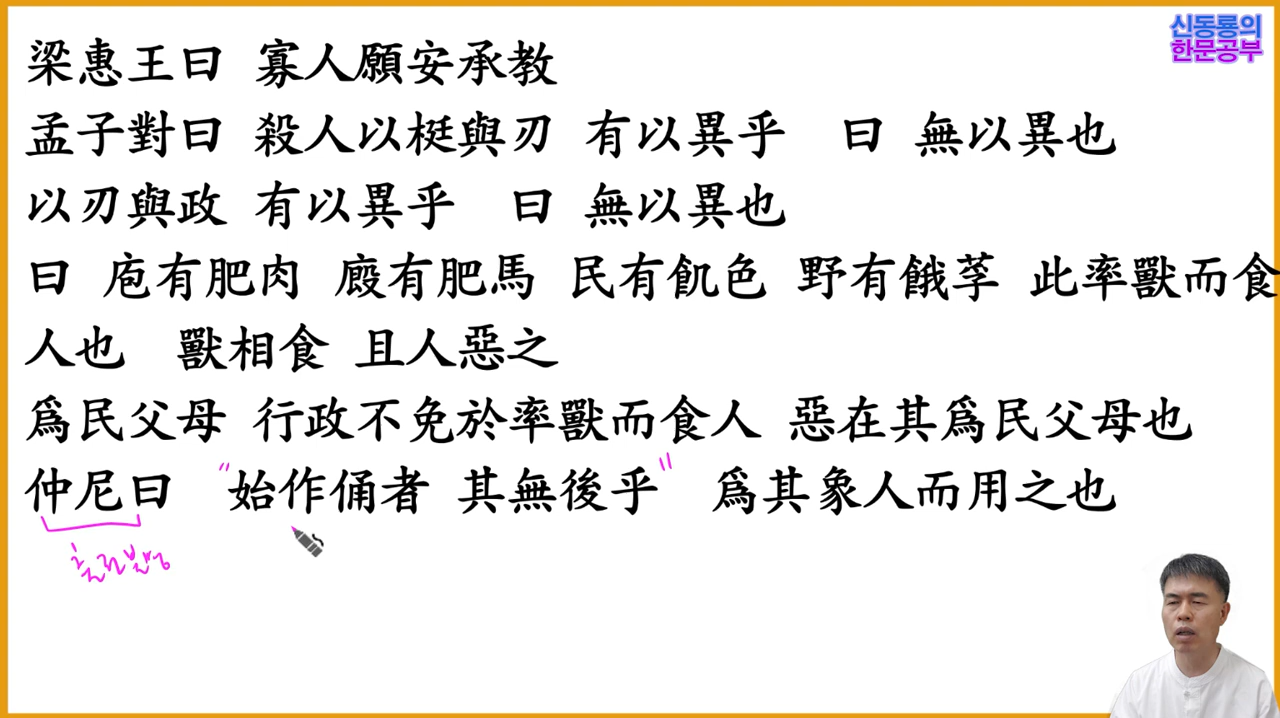 신동룡의
한문공부
梁惠王曰 寡人願安承教
孟子對曰 殺人以梃與刃 有以異乎 曰 無以異也
以刃與政 有以異乎 曰 無以異也
曰 庖有肥肉 廄有肥馬 民有飢色 野有餓莩 此率獸而食
人也 獸相食 且人惡之
爲民父母 行政不免於率獸而食人 惡在其爲民父母也
仲尼曰 "始作俑者 其無後乎" 爲其象人而用之也
출전불명